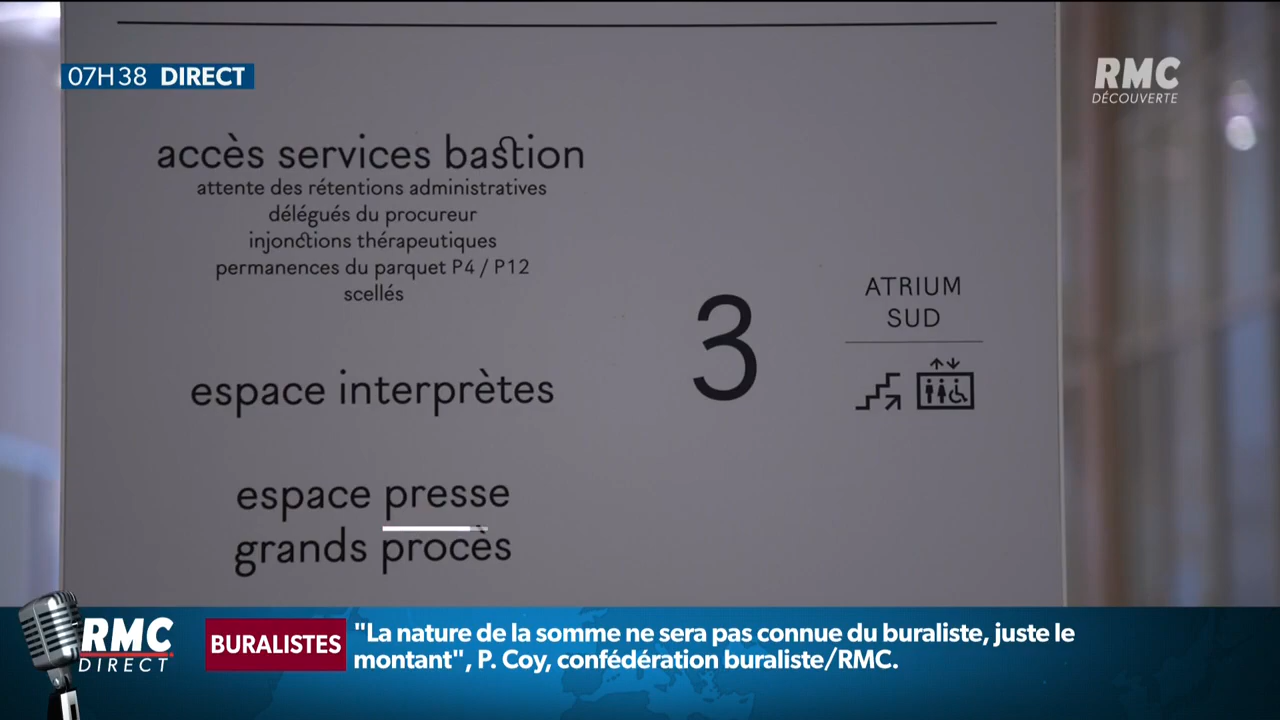 07H38 DIRECT
RMC
DÉCOUVERTE
accès services bastion
attente des rétentions administratives
délégués du procureur
injonctions thérapeutiques
permanences du parquet P4 / P12
scellés
espace interprètes
espace presse
grands procès
3
ATRIUM
SUD
RMC
DIRECT
BURALISTES
"La nature de la somme ne sera pas connue du buraliste, juste le
montant", P. Coy, confédération buraliste/RMC.